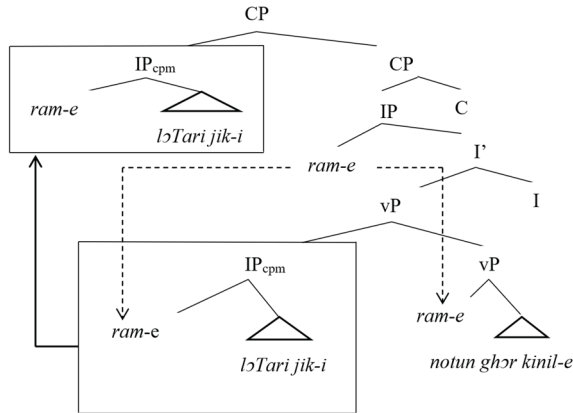 CP
IPcpm CP
ram-e IP C
lɔTari jik-i
ram-e I’
vP I
IPcpm vP
ram-e ram-e
lɔTari jik-i notun ghɔr kinil-e